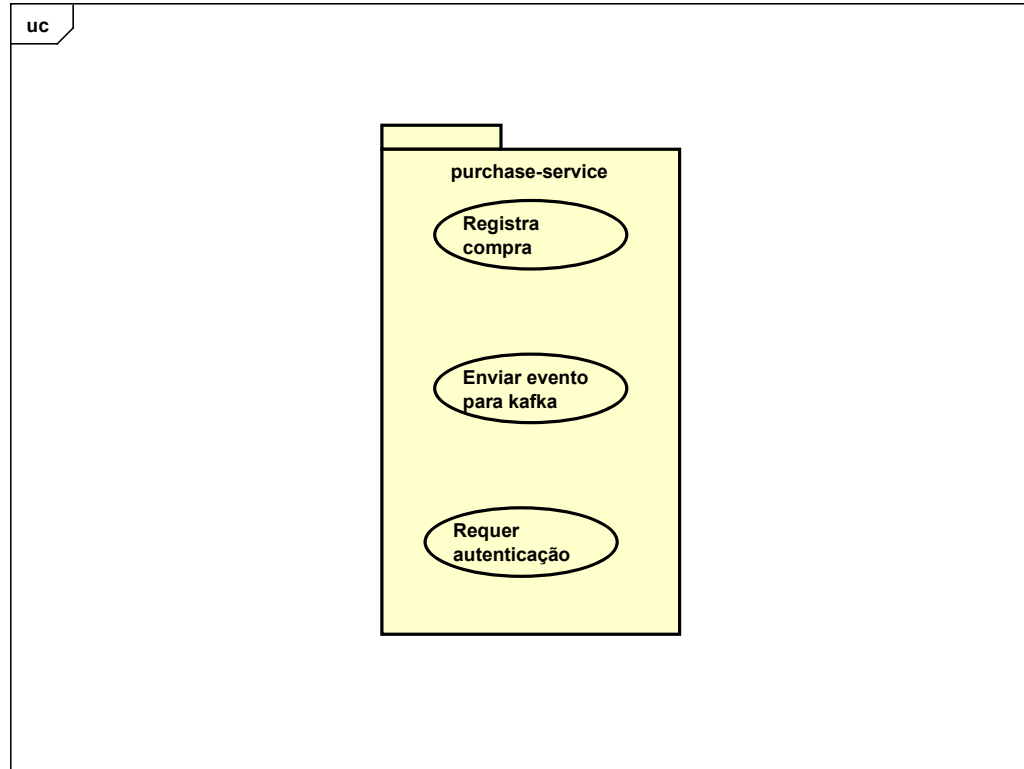 uc
purchase-service
Registra
compra
Enviar evento
para kafka
Requer
autenticação